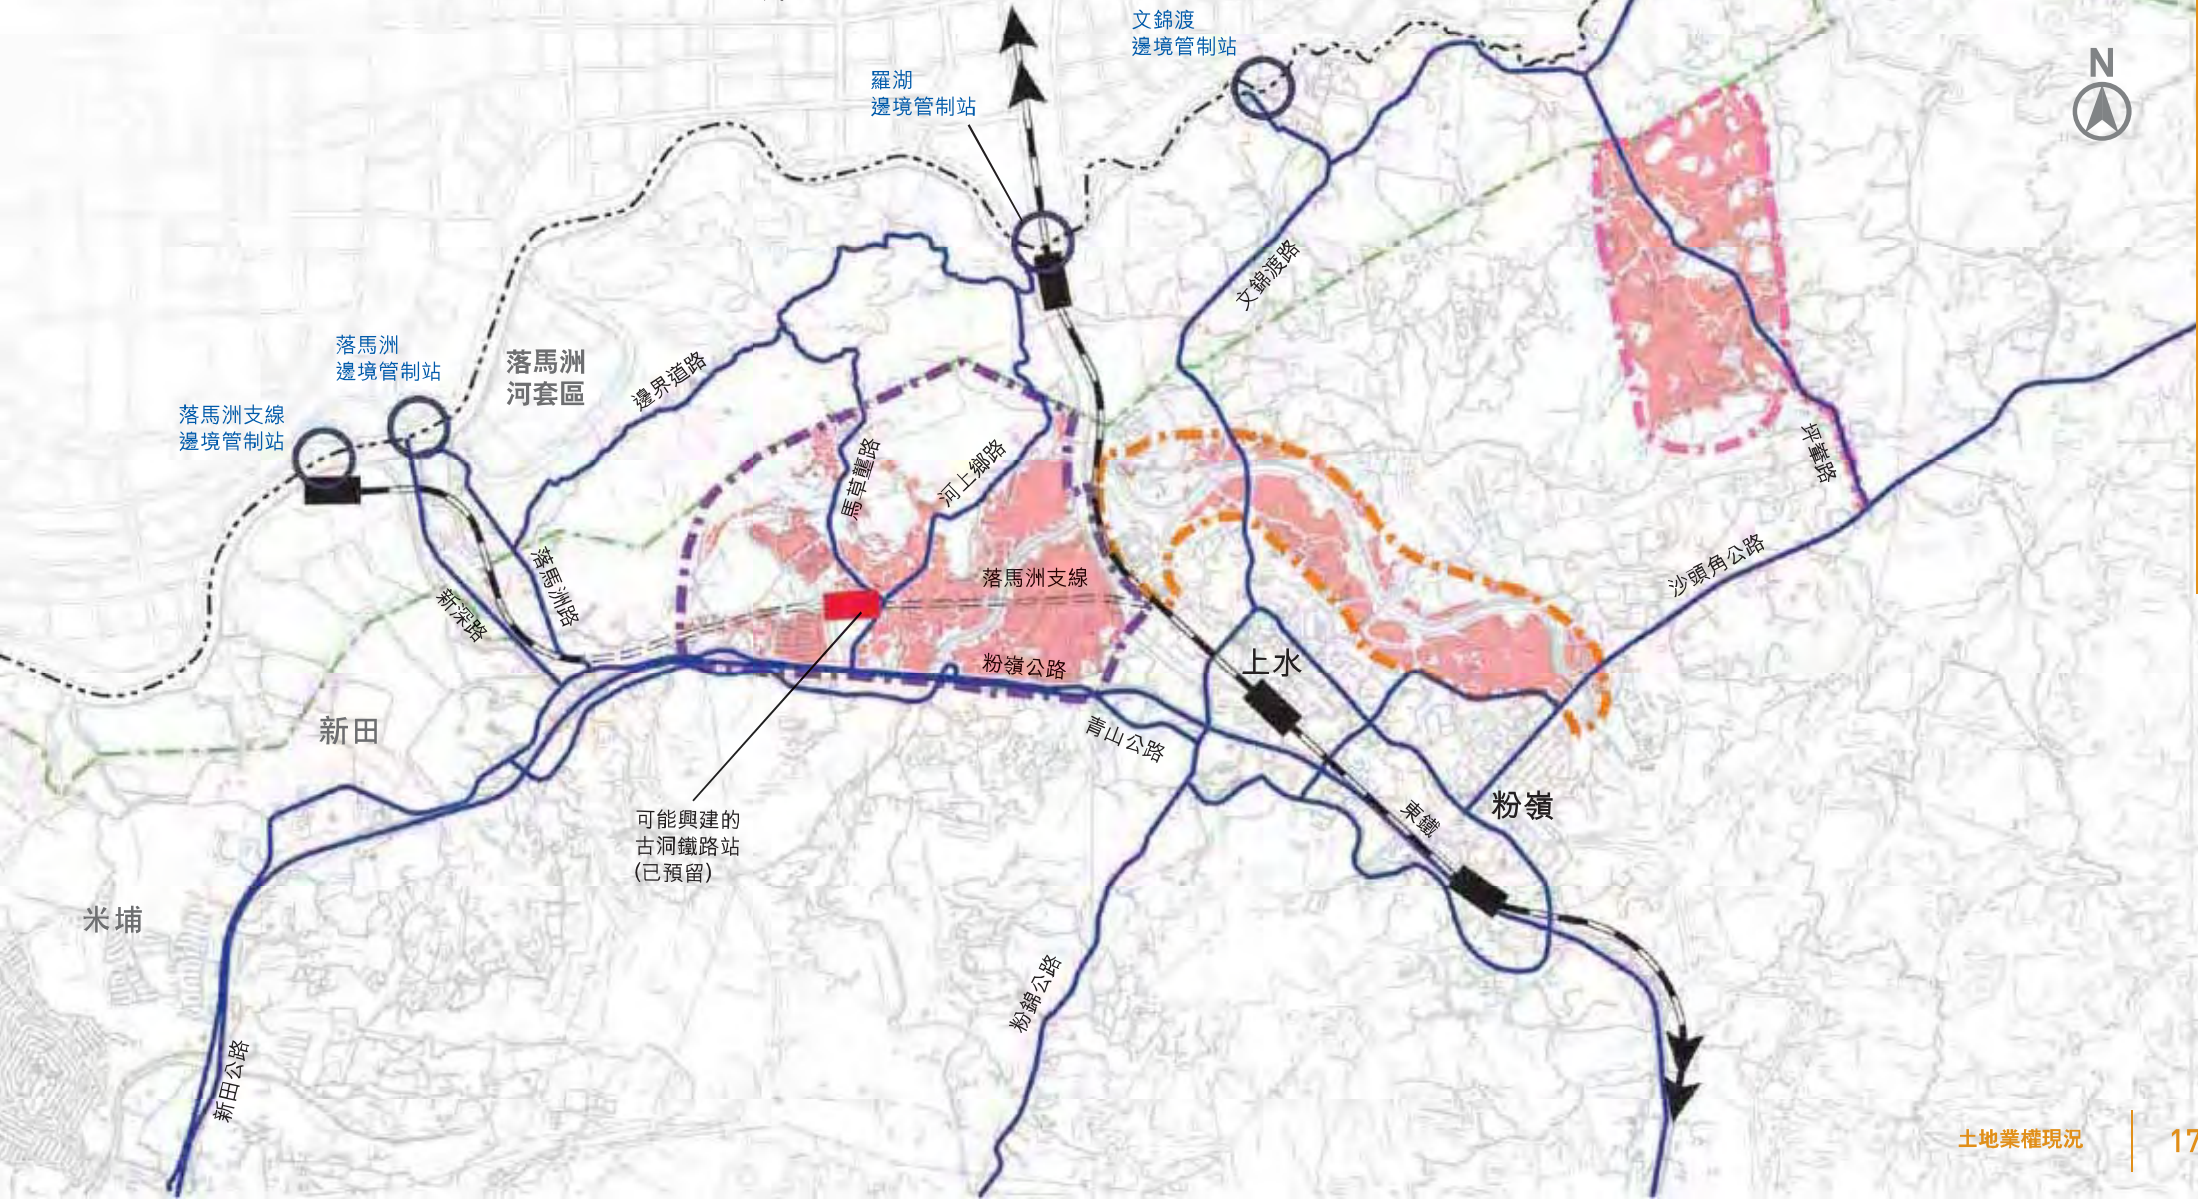 文錦渡
邊境管制站
羅湖
邊境管制站
N
文錦渡路
落馬洲
邊境管制站
落馬洲
河套區
邊界道路
落馬洲支線
邊境管制站
馬草壟路
河上鄉路
坪輋路
落馬洲支線
沙頭角公路
新深路
落馬洲路
粉嶺公路
上水
新田
青山公路
可能興建的
古洞鐵路站
(已預留)
東鐵
粉嶺
米埔
粉錦公路
新田公路
土地業權現況
17